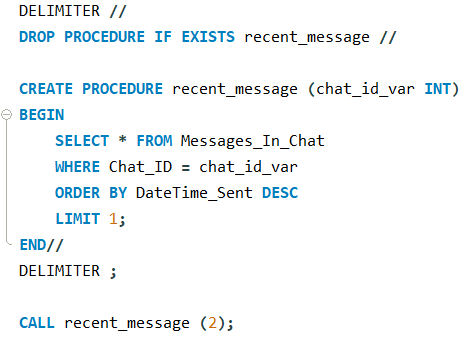 DELIMITER //
DROP PROCEDURE IF EXISTS recent_message //
CREATE PROCEDURE recent_message (chat_id_var INT)
BEGIN
SELECT * FROM Messages_In_Chat
WHERE Chat_ID = chat_id_var
ORDER BY DateTime_Sent DESC
LIMIT 1;
END//
DELIMITER ;
CALL recent_message (2);